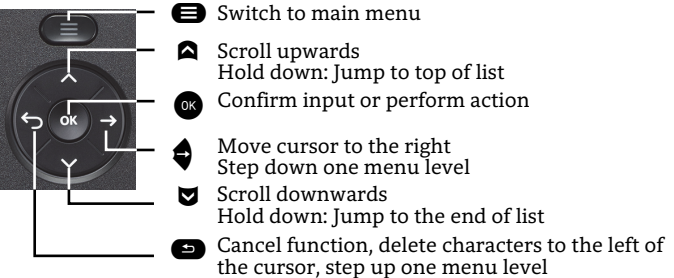 Switch to main menu
Scroll upwards
Hold down: Jump to top of list
OK Confirm input or perform action
OK
Move cursor to the right
Step down one menu level
Scroll downwards
Hold down: Jump to the end of list
Cancel function, delete characters to the left of
the cursor, step up one menu level